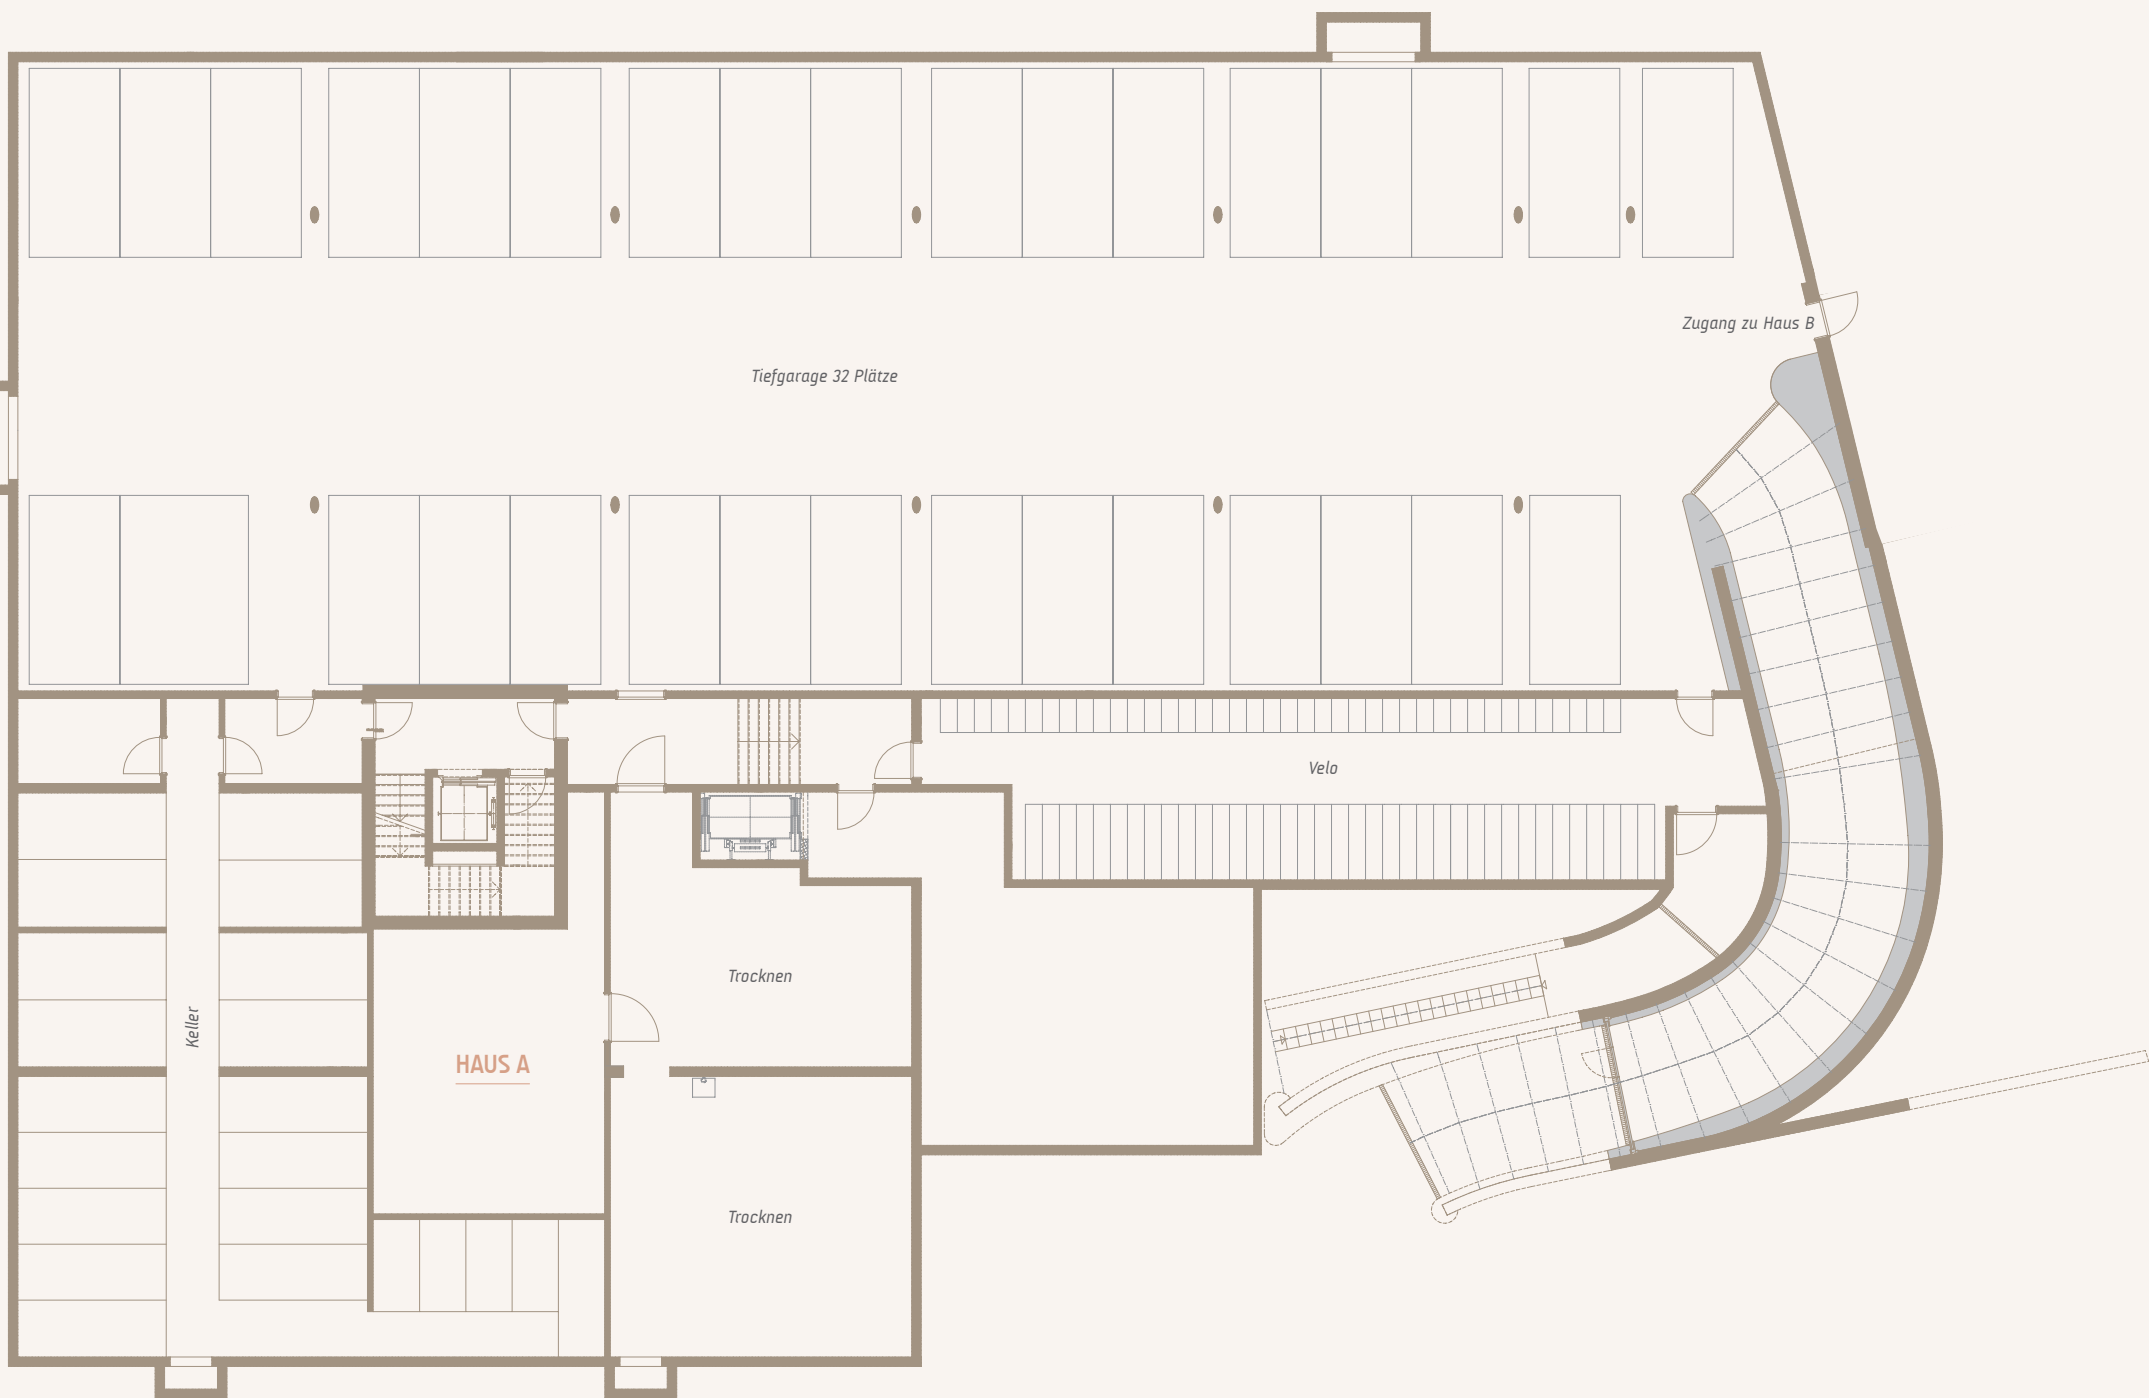 Zugang zu Haus B
Tiefgarage 32 Plätze
Velo
Trocknen
Keller
HAUS A
Trocknen